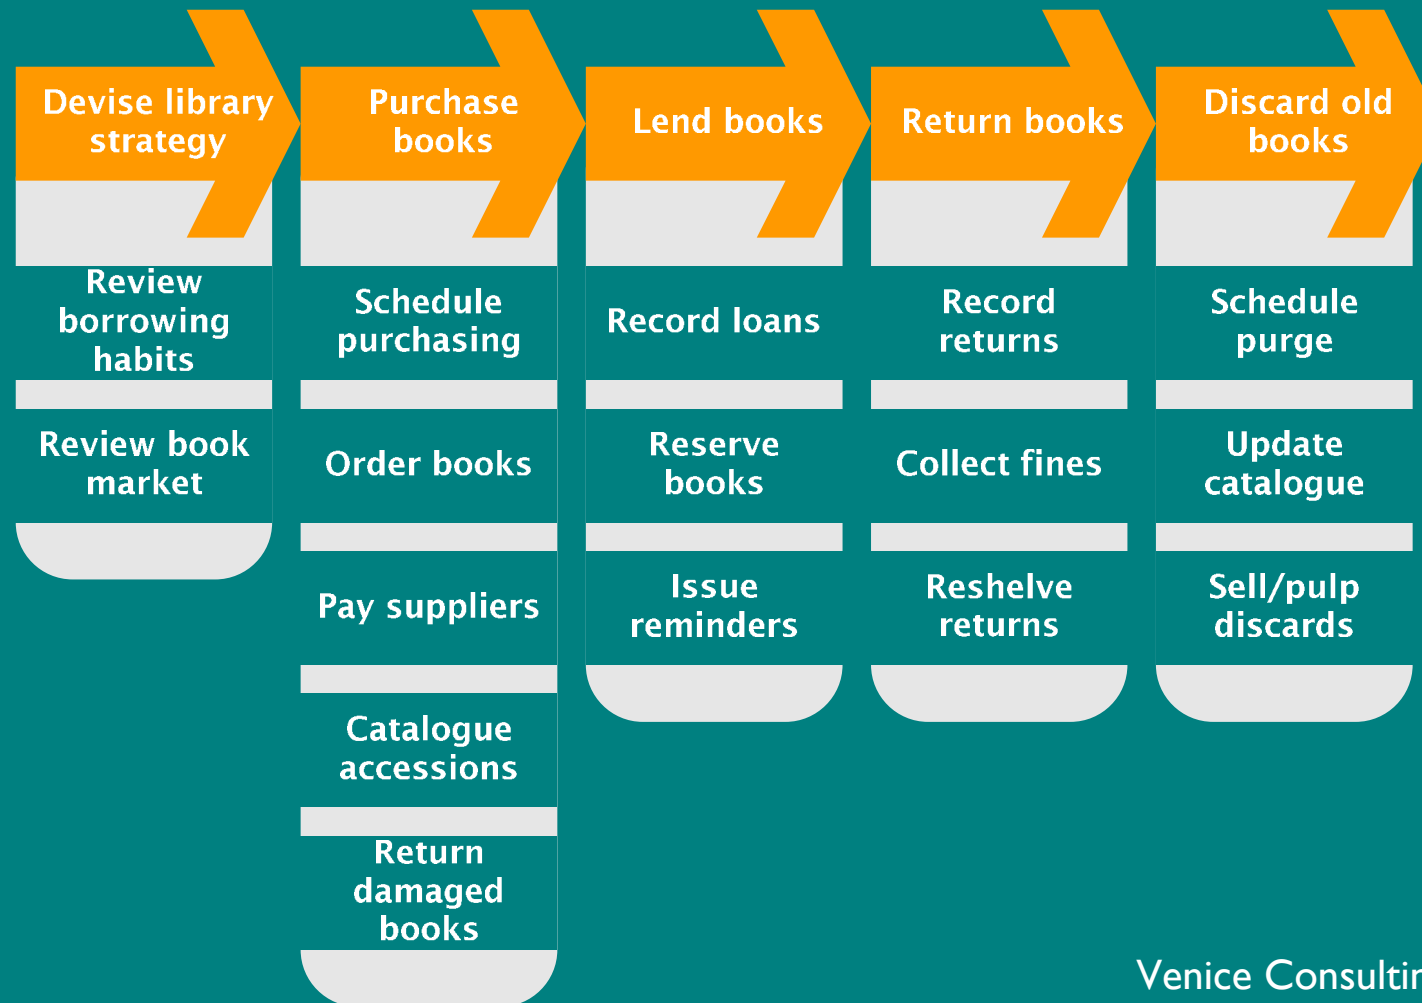 Devise library
strategy
Purchase
books
Lend books
Return books
Discard old
books
Review
borrowing
habits
Review book
market
Schedule
purchasing
Order books
Pay suppliers
Catalogue
accessions
Return
damaged
books
Record loans
Reserve
books
Issue
reminders
Record
returns
Collect fines
Reshelve
returns
Schedule
purge
Update
catalogue
Sell/pulp
discards
Venice